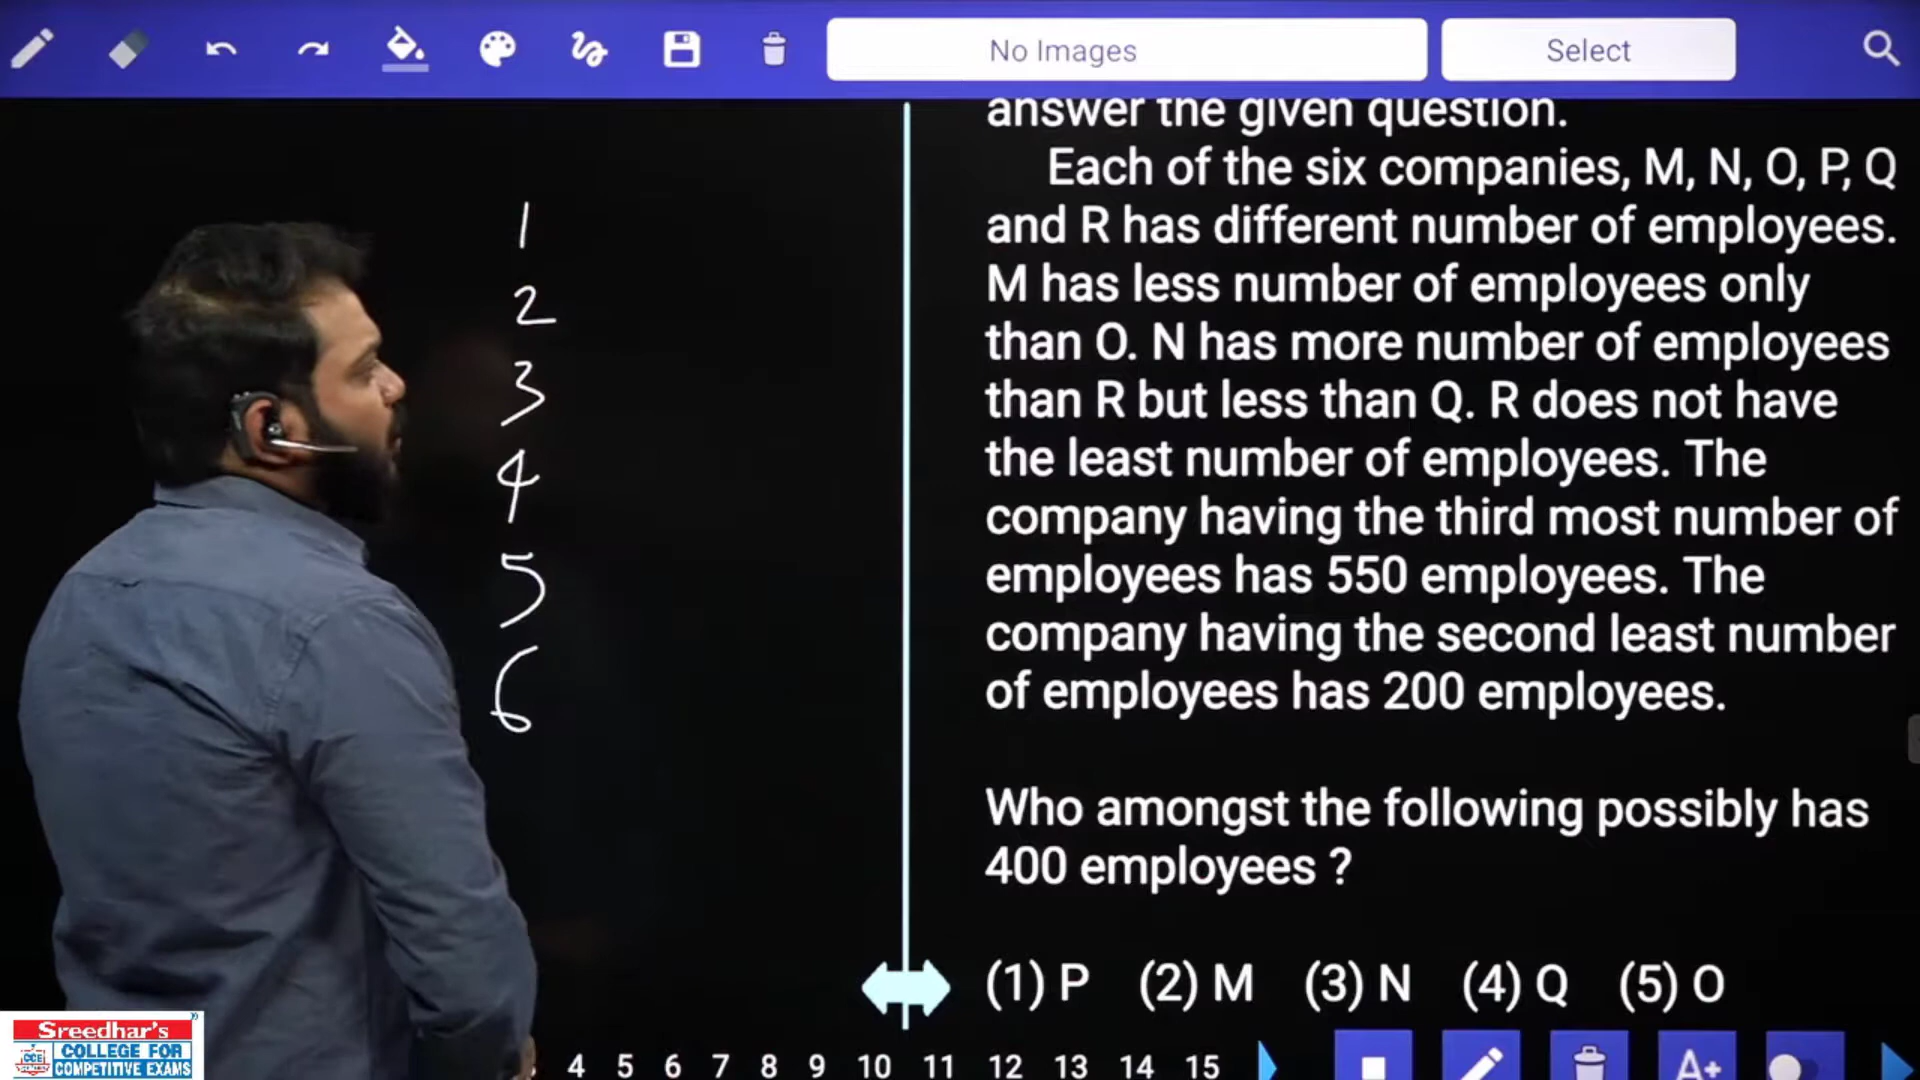 No Images
Select
answer the given question.
Each of the six companies, M, N, O, P, Q
and R has different number of employees.
M has less number of employees only
than O. N has more number of employees
than R but less than Q. R does not have
the least number of employees. The
company having the third most number of
employees has 550 employees. The
company having the second least number
of employees has 200 employees.
Who amongst the following possibly has
400 employees ?
(1) P (2) M (3) N (4) Q (5) O
1
2
3
4
5
6
4 5 6 7 8 9 10 11 12 13 14 15
A+
Sreedhar's
CCE
COLLEGE FOR
COMPETITIVE EXAMS